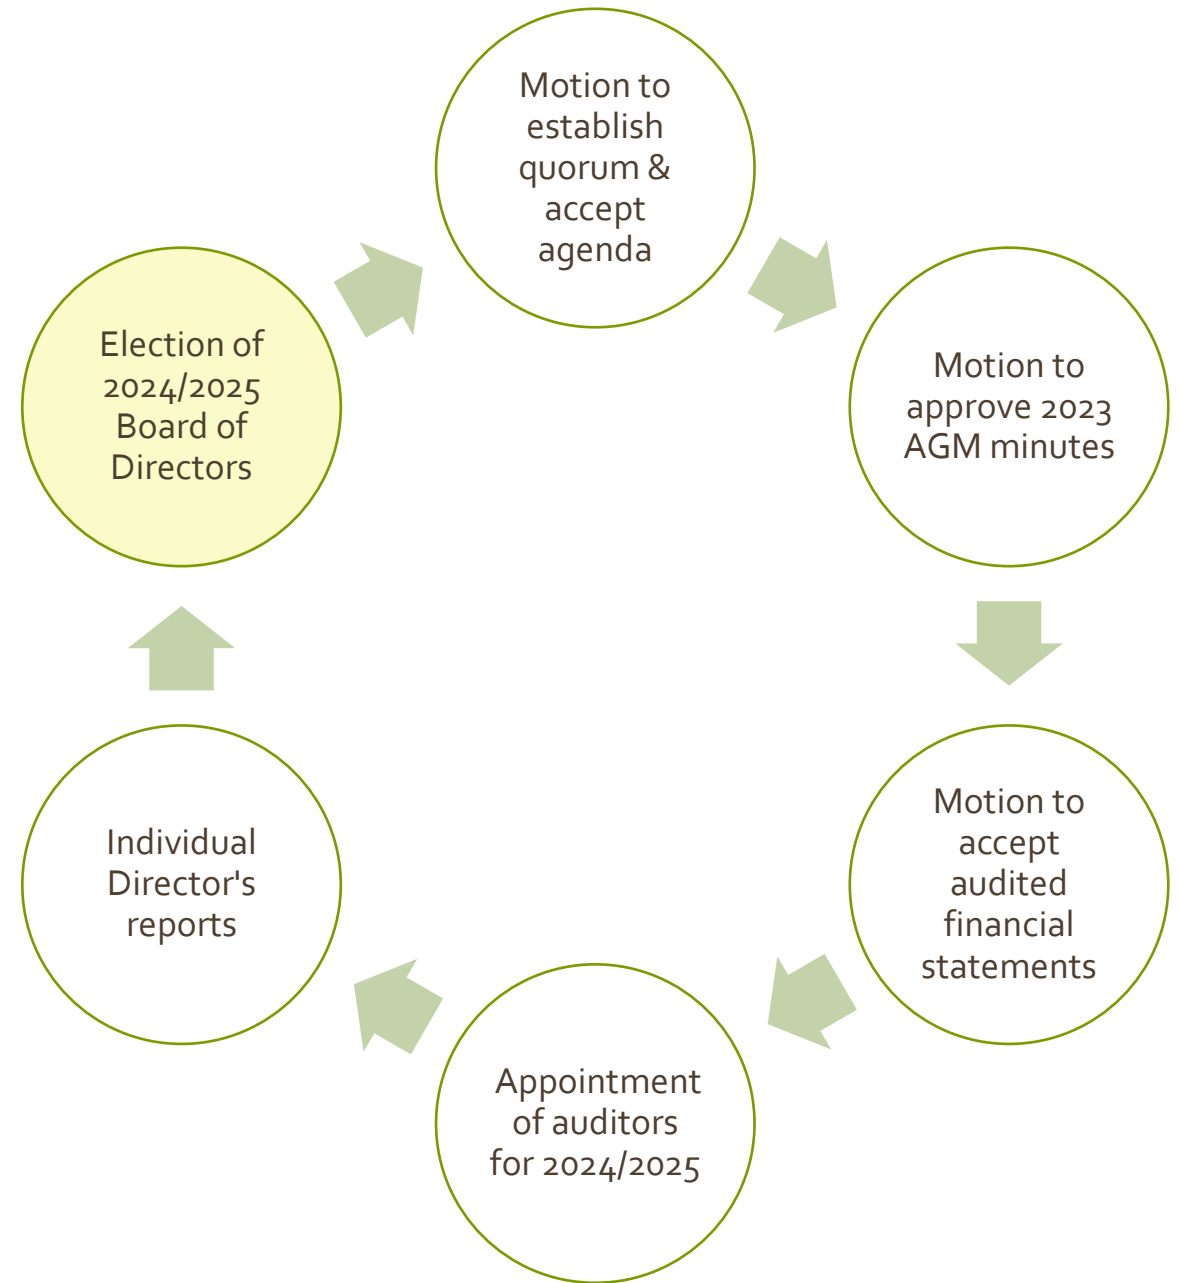 Motion to
establish
quorum &
accept
agenda
Motion to
approve 2023
AGM minutes
Motion to
accept
audited
financial
statements
Appointment
of auditors
for 2024/2025
Individual
Director's
reports
Election of
2024/2025
Board of
Directors